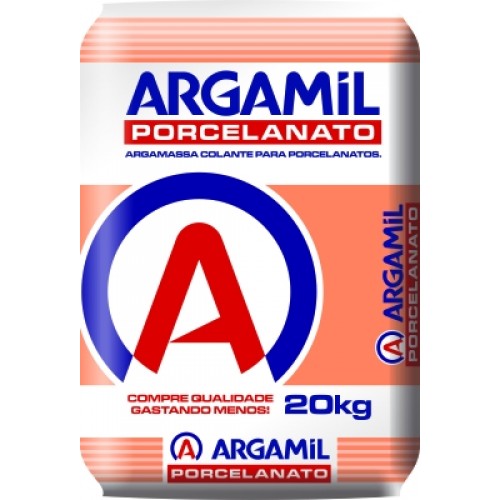 ARGAMiL
PORCELANATO
ARGAMASSA COLANTE PARA PORCELANATOS.
A
COMPRE QUALIDADE
GASTANDO MENOS!
20kg
A ARGAMiL
PORCELANATO
A ARGAMiL
PORCELANATO